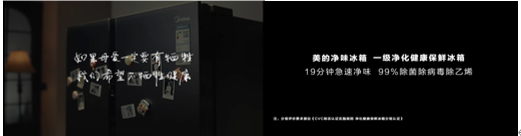 Midea
如果母爱一定要有牺牲
我们希望不牺牲健康
美的净味冰箱 一级净化健康保鲜冰箱
19分钟急速净味 99%除菌除病毒除乙烯